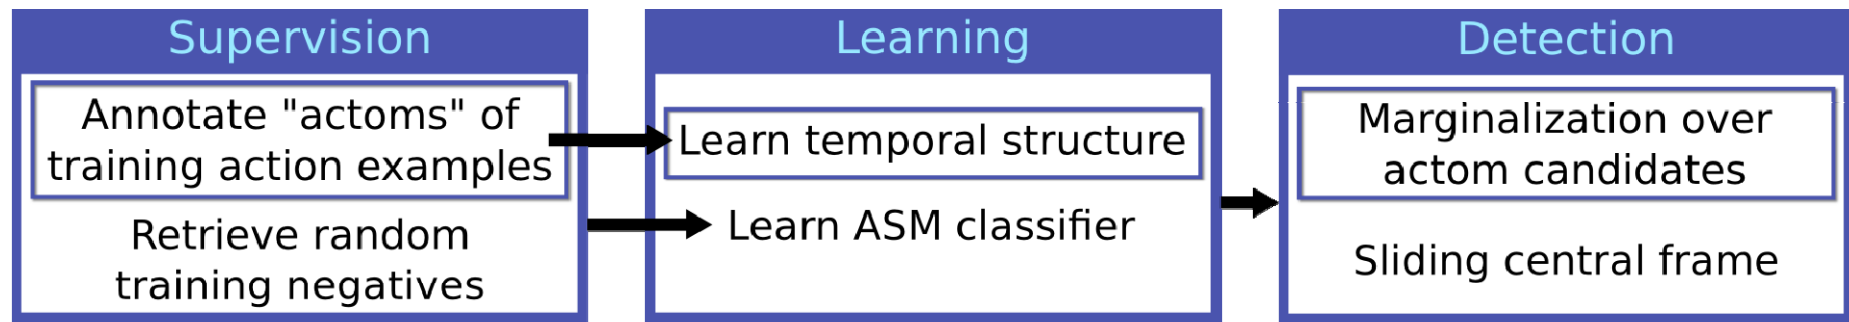 Supervision
Annotate "actoms" of
training action examples
Retrieve random
training negatives
Learning
Learn temporal structure
Learn ASM classifier
Detection
Marginalization over
actom candidates
Sliding central frame